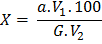 X = a.V₁.100 / G.V₂